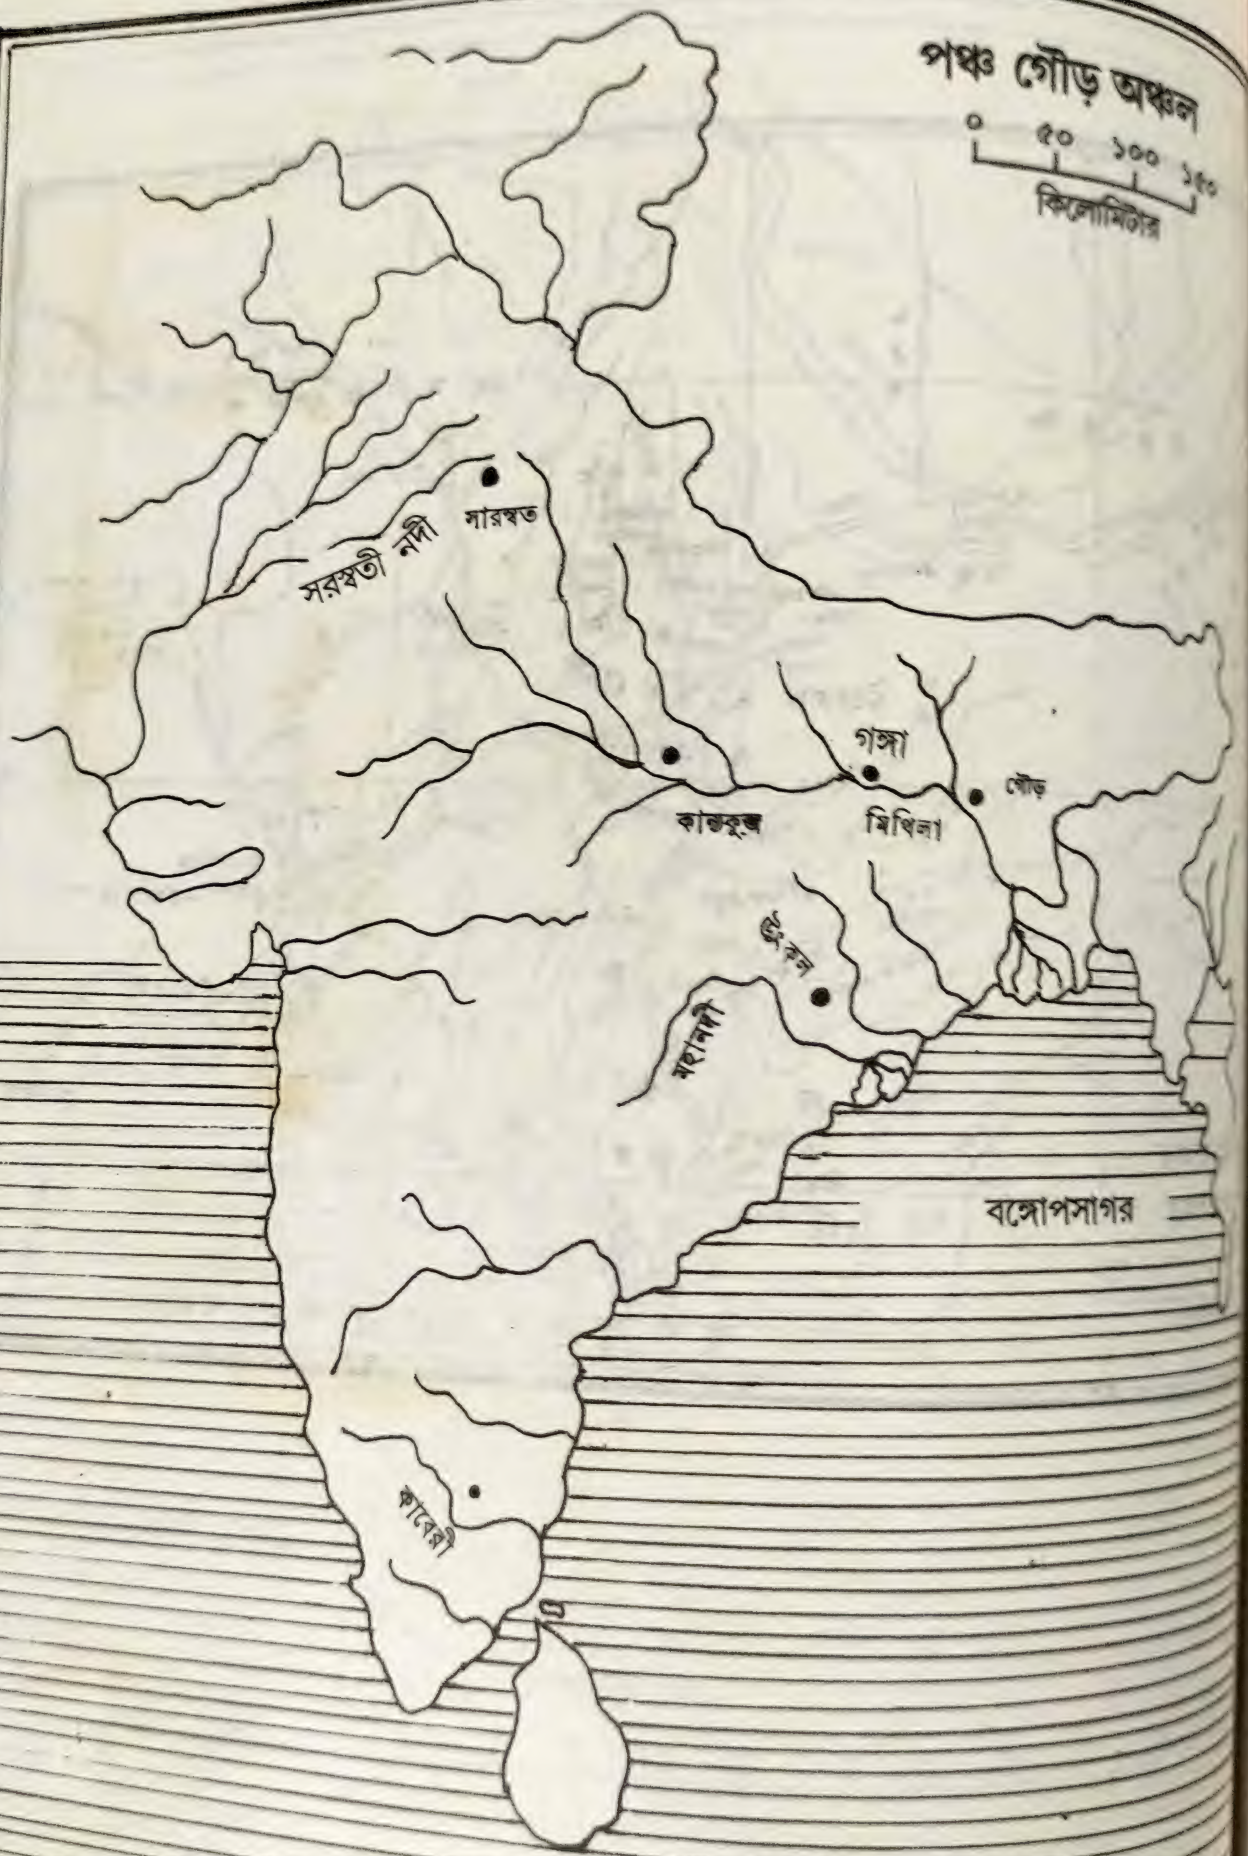 পঞ্চ গৌড় অঞ্চল
০ ৫০ ১০০ ১৫০
কিলোমিটার
সারস্বত
সরস্বতী নদী
গঙ্গা
গৌড়
কান্যকুব্জ
মিথিলা
উৎকল
মহানদী
বঙ্গোপসাগর
কাবেরী